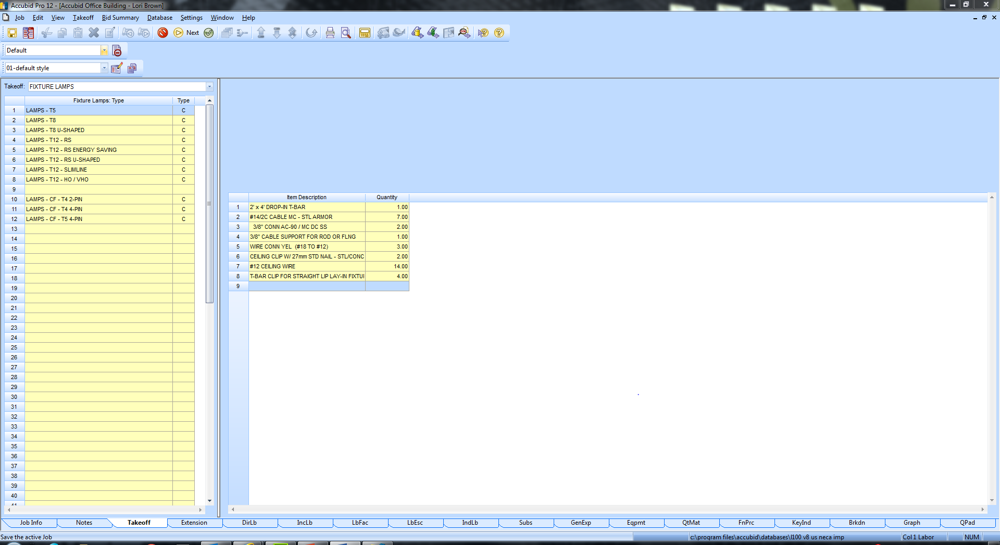 Accubid Pro 12 - [Accubid Office Building - Lori Brown]
Job Edit View Takeoff Bid Summary Database Settings Window Help
Next
Default
01-default style
Takeoff: FIXTURE LAMPS
Fixture Lamps: Type Type
1 LAMPS - T5 C
2 LAMPS - T8 C
3 LAMPS - T8 U-SHAPED C
4 LAMPS - T12 - RS C
5 LAMPS - T12 - RS ENERGY SAVING C
6 LAMPS - T12 - RS U-SHAPED C
7 LAMPS - T12 - SLIMLINE C
8 LAMPS - T12 - HO / VHO C
9
10 LAMPS - CF - T4 2-PIN C
11 LAMPS - CF - T4 4-PIN C
12 LAMPS - CF - T5 4-PIN C
13
14
15
16
17
18
19
20
21
22
23
24
25
26
27
28
29
30
31
32
33
34
35
36
37
38
39
40
41
Item Description Quantity
1 2' x 4' DROP-IN T-BAR 1.00
2 #14/2C CABLE MC - STL ARMOR 7.00
3 3/8" CONN AC-90 / MC DC SS 2.00
4 3/8" CABLE SUPPORT FOR ROD OR FLNG 1.00
5 WIRE CONN YEL (#18 TO #12) 3.00
6 CEILING CLIP W/ 27mm STD NAIL - STL/CONC 2.00
7 #12 CEILING WIRE 14.00
8 T-BAR CLIP FOR STRAIGHT LIP LAY-IN FIXTUI 4.00
9
Job Info Notes Takeoff Extension DirLb IncLb LbFac LbEsc IndLb Subs GenExp Eqpmt QtMat FnPrc KeyInd Brkdn Graph QPad
Save the active Job c:\program files\accubid\databases\l100 v8 us neca imp Col 1 Labor NUM